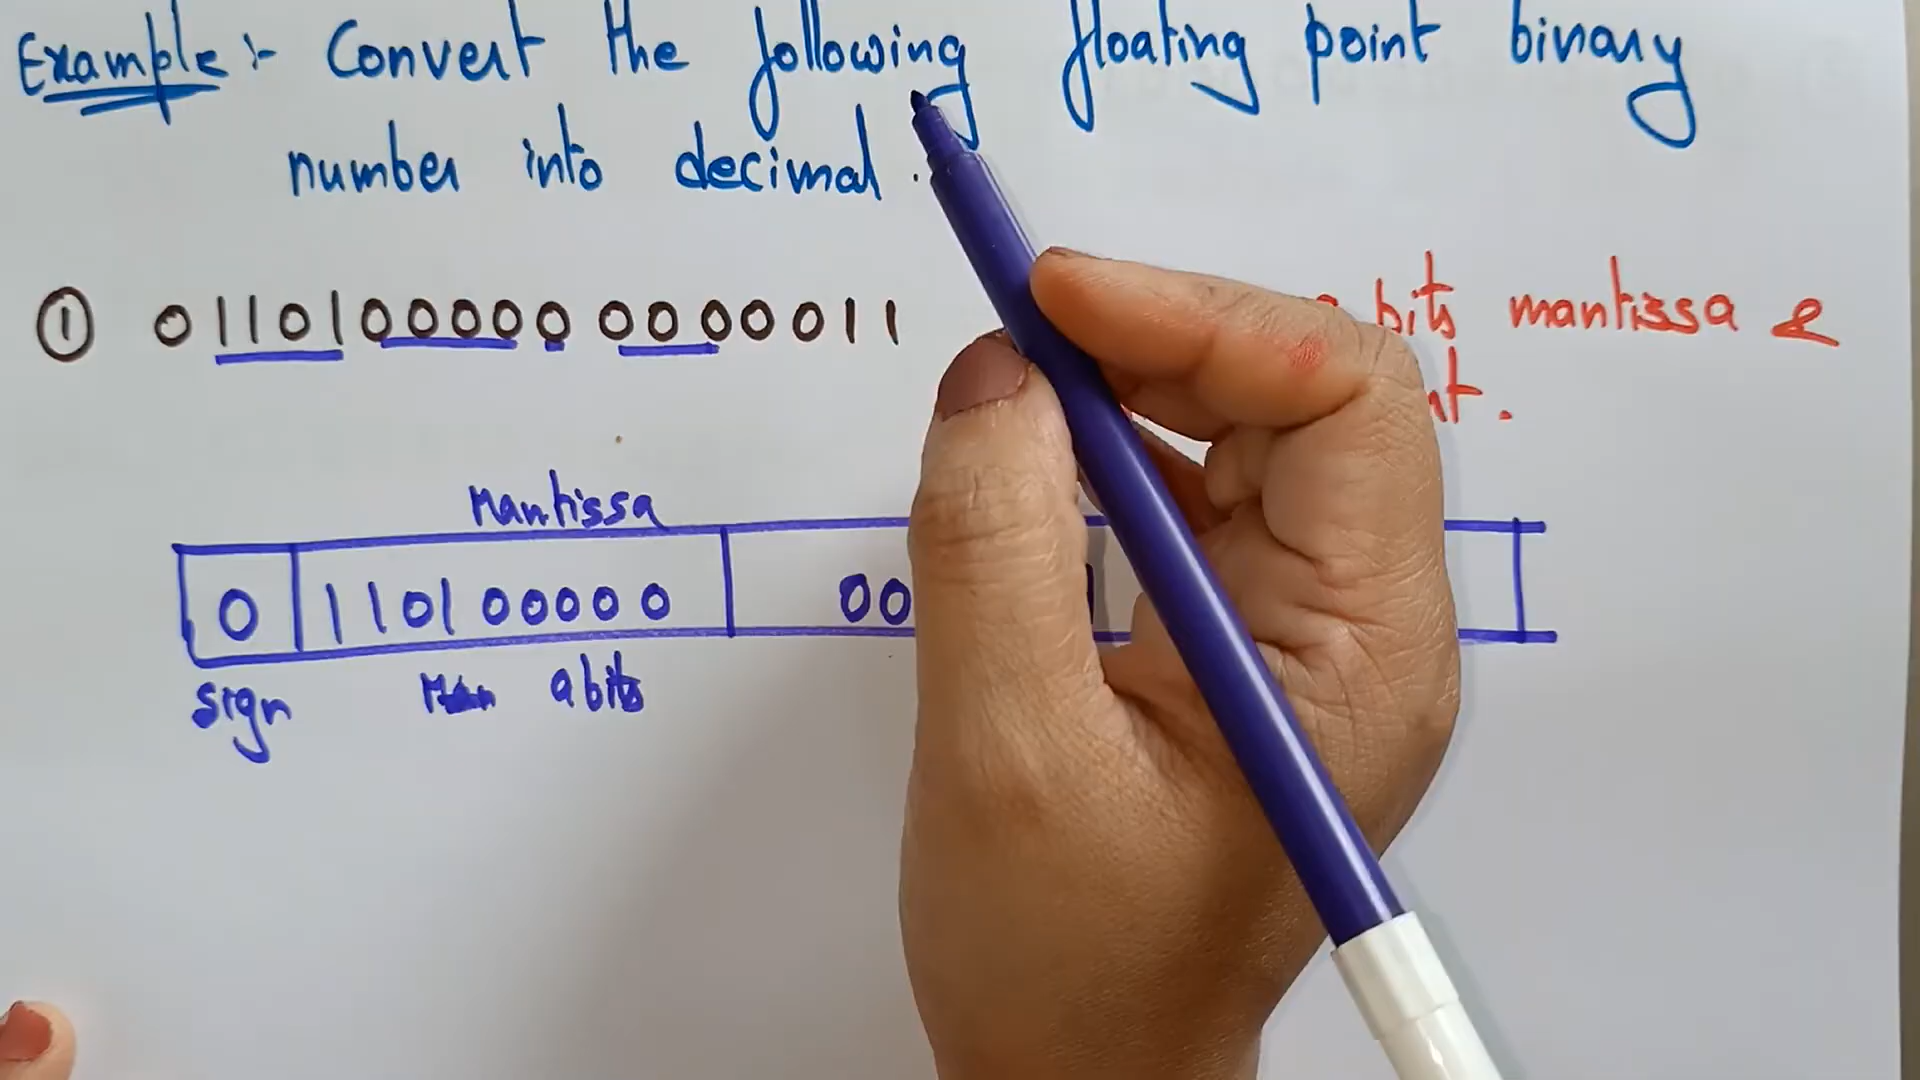 Example :- Convert the following floating point binary
number into decimal.
① 0110100000 0000011
bits mantissa &
Mantissa
0 110100000 00
sign 9 bits